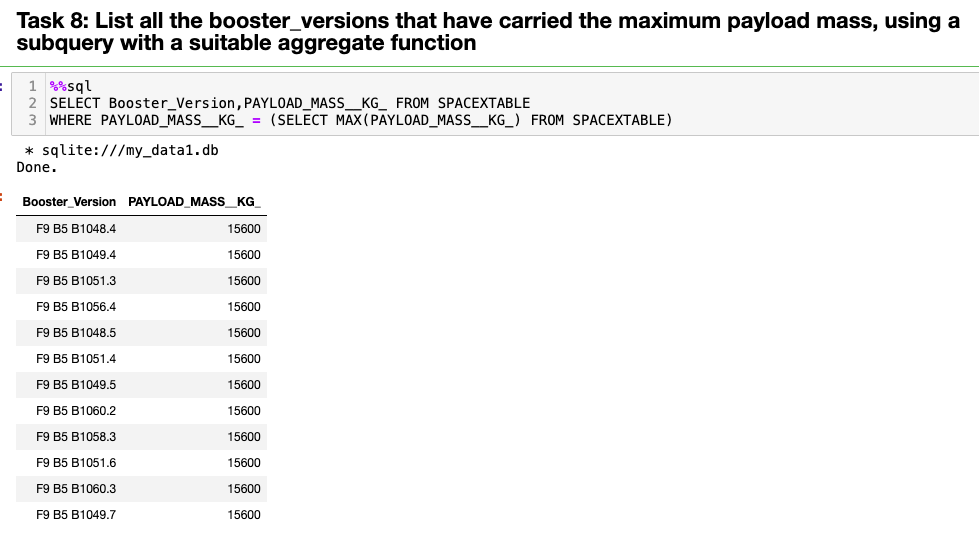 Task 8: List all the booster_versions that have carried the maximum payload mass, using a
subquery with a suitable aggregate function
1 %%sql
2 SELECT Booster_Version,PAYLOAD_MASS__KG_ FROM SPACEXTABLE
3 WHERE PAYLOAD_MASS__KG_ = (SELECT MAX(PAYLOAD_MASS__KG_) FROM SPACEXTABLE)
* sqlite:///my_data1.db
Done.
Booster_Version PAYLOAD_MASS__KG_
F9 B5 B1048.4 15600
F9 B5 B1049.4 15600
F9 B5 B1051.3 15600
F9 B5 B1056.4 15600
F9 B5 B1048.5 15600
F9 B5 B1051.4 15600
F9 B5 B1049.5 15600
F9 B5 B1060.2 15600
F9 B5 B1058.3 15600
F9 B5 B1051.6 15600
F9 B5 B1060.3 15600
F9 B5 B1049.7 15600